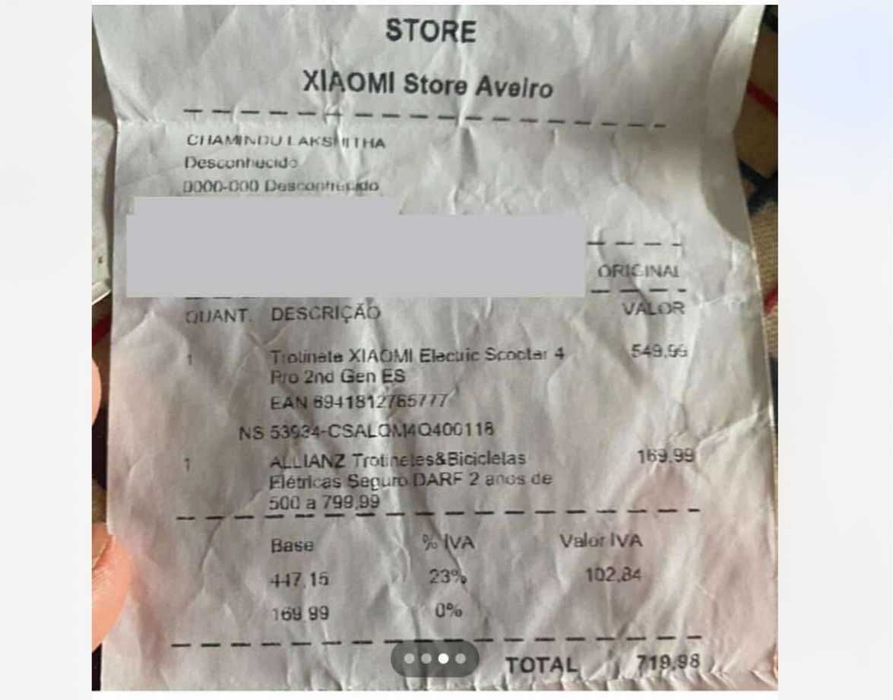 STORE
XIAOMI Store Aveiro
CHAMINDU LAKSHITHA
Desconhecido
0000-000 Desconhecido
ORIGINAL
QUANT. DESCRIÇÃO VALOR
1 Trotinete XIAOMI Electric Scooter 4 549,99
Pro 2nd Gen ES
EAN 6941812765777
NS 53934-CSALQM4Q400118
1 ALLIANZ Trotinetes&Bicicletas 169,99
Elétricas Seguro DARF 2 anos de
500 a 799,99
Base % IVA Valor IVA
447,15 23% 102,84
169,99 0%
TOTAL 719,98